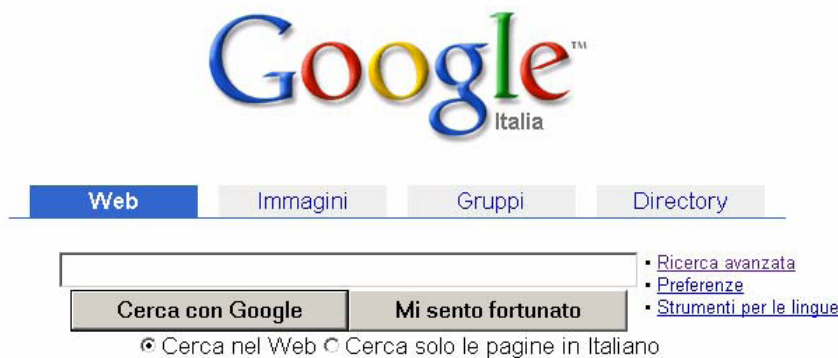 Google™
Italia
Web Immagini Gruppi Directory
Ricerca avanzata
Preferenze
Strumenti per le lingue
Cerca con Google Mi sento fortunato
Cerca nel Web Cerca solo le pagine in Italiano